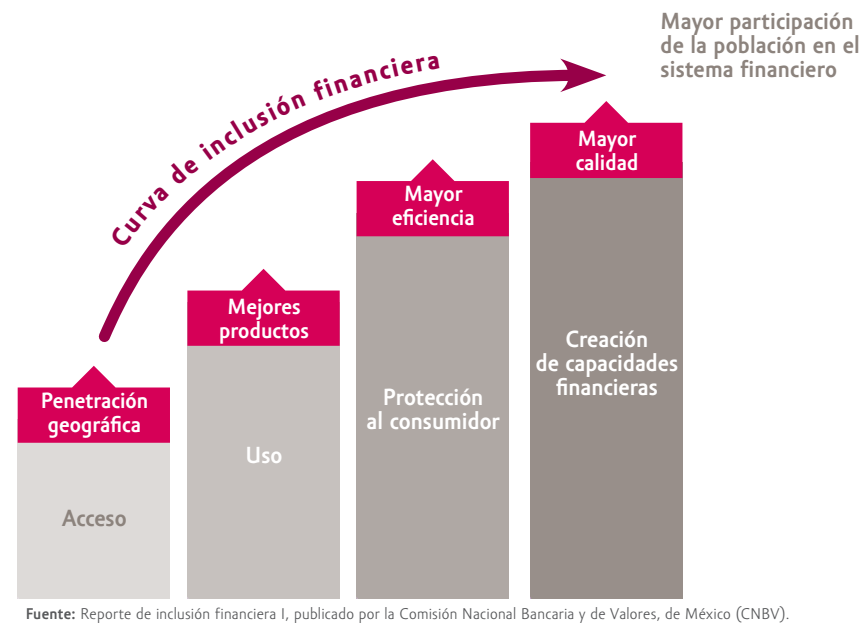 Mayor participación
de la población en el
sistema financiero
Curva de inclusión financiera
Penetración
geográfica
Acceso
Mejores
productos
Uso
Mayor
eficiencia
Protección
al consumidor
Mayor
calidad
Creación
de capacidades
financieras
Fuente: Reporte de inclusión financiera I, publicado por la Comisión Nacional Bancaria y de Valores, de México (CNBV).